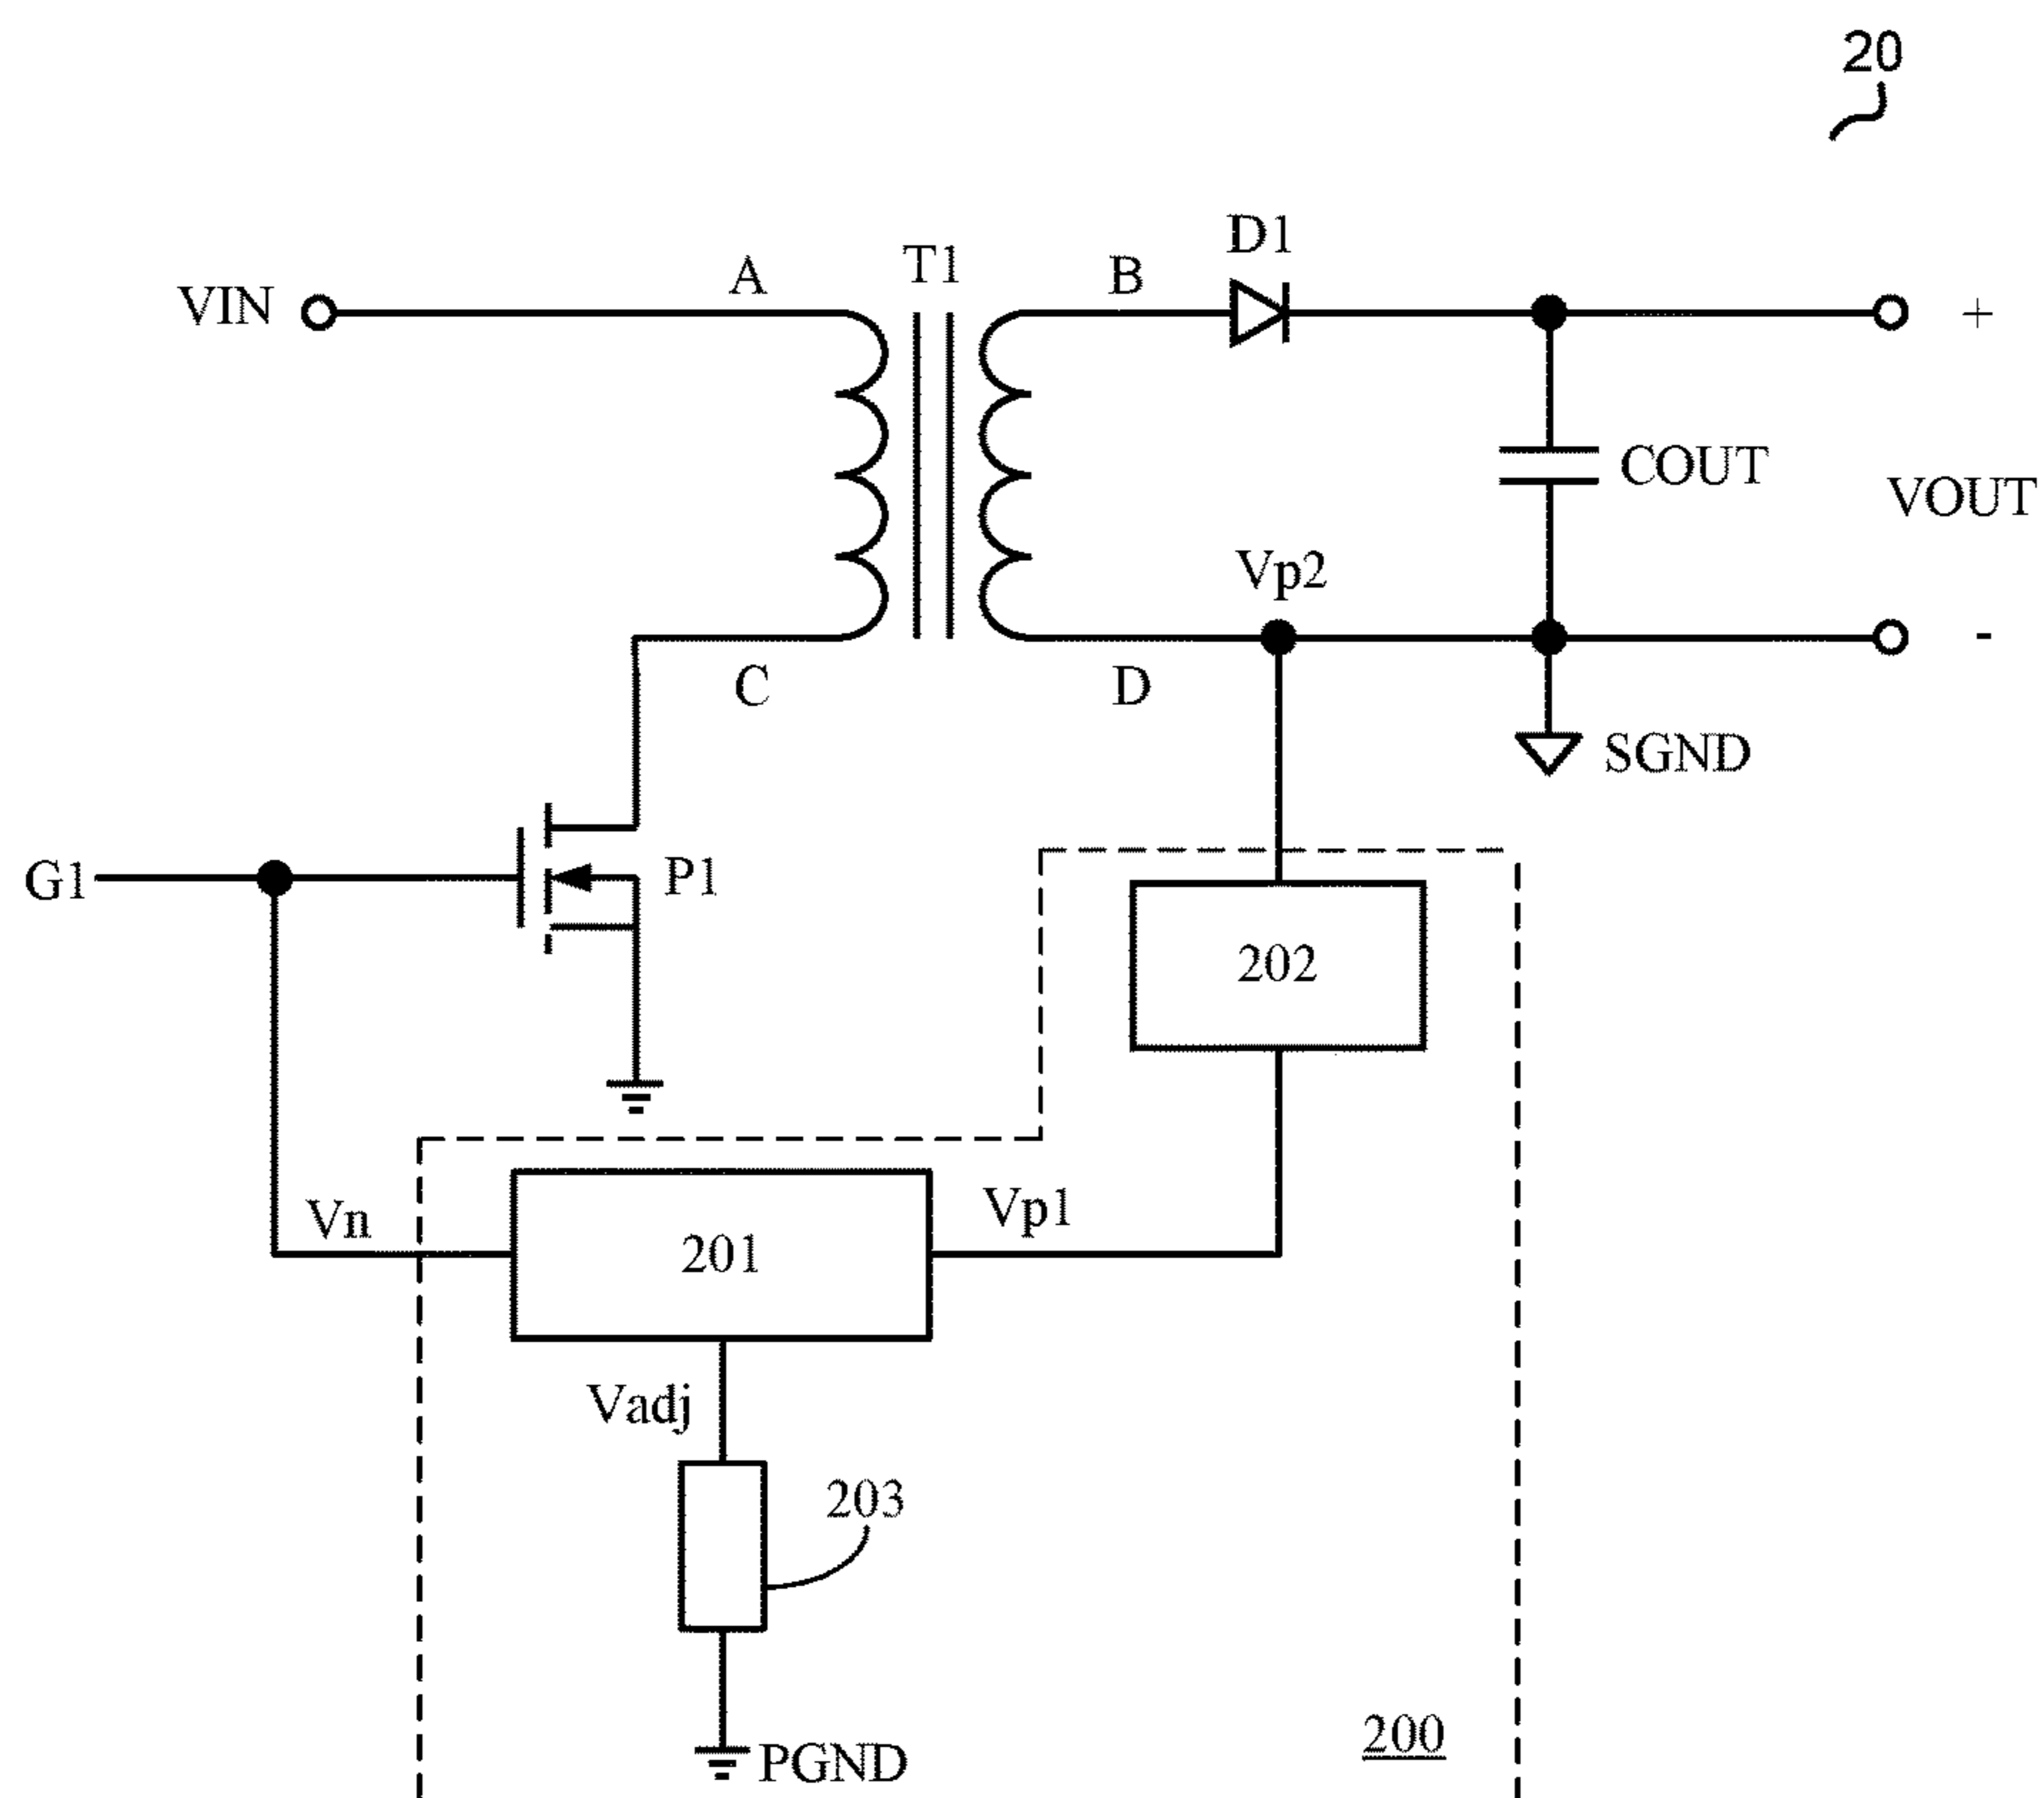 20
D1
T1
A
B
VIN
+
COUT
VOUT
Vp2
-
C
D
SGND
G1
P1
202
Vn
Vp1
201
Vadj
203
200
PGND